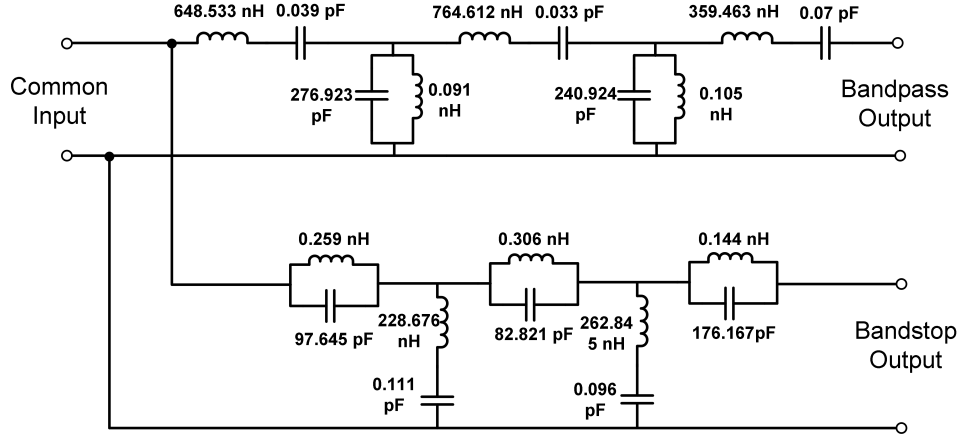 648.533 nH 0.039 pF 764.612 nH 0.033 pF 359.463 nH 0.07 pF
Common
Input
276.923
pF
0.091
nH
240.924
pF
0.105
nH
Bandpass
Output
0.259 nH 0.306 nH 0.144 nH
97.645 pF
228.676
nH
82.821 pF
262.84
5 nH
176.167pF
Bandstop
Output
0.111
pF
0.096
pF